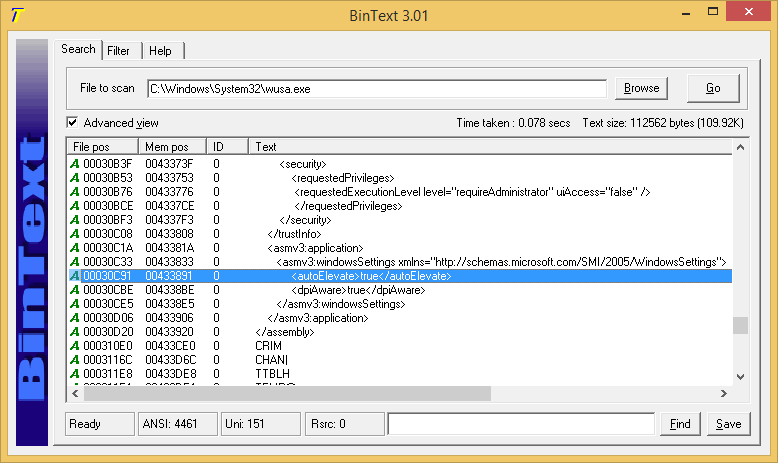 BinText 3.01
Search Filter Help
File to scan C:\Windows\System32\wusa.exe Browse Go
Advanced view Time taken : 0.078 secs Text size: 112562 bytes (109.92K)
File pos Mem pos ID Text
A 00030B3F 0043373F 0 <security>
A 00030B53 00433753 0 <requestedPrivileges>
A 00030B76 00433776 0 <requestedExecutionLevel level="requireAdministrator" uiAccess="false" />
A 00030BCE 004337CE 0 </requestedPrivileges>
A 00030BF3 004337F3 0 </security>
A 00030C08 00433808 0 </trustInfo>
A 00030C1A 0043381A 0 <asmv3:application>
A 00030C33 00433833 0 <asmv3:windowsSettings xmlns="http://schemas.microsoft.com/SMI/2005/WindowsSettings">
A 00030C91 00433891 0 <autoElevate>true</autoElevate>
A 00030CBE 004338BE 0 <dpiAware>true</dpiAware>
A 00030CE5 004338E5 0 </asmv3:windowsSettings>
A 00030D06 00433906 0 </asmv3:application>
A 00030D20 00433920 0 </assembly>
A 000310E0 00433CE0 0 CRIM
A 0003116C 00433D6C 0 CHANI
A 000311E8 00433DE8 0 TTBLH
BinText
Ready ANSI: 4461 Uni: 151 Rsrc: 0 Find Save